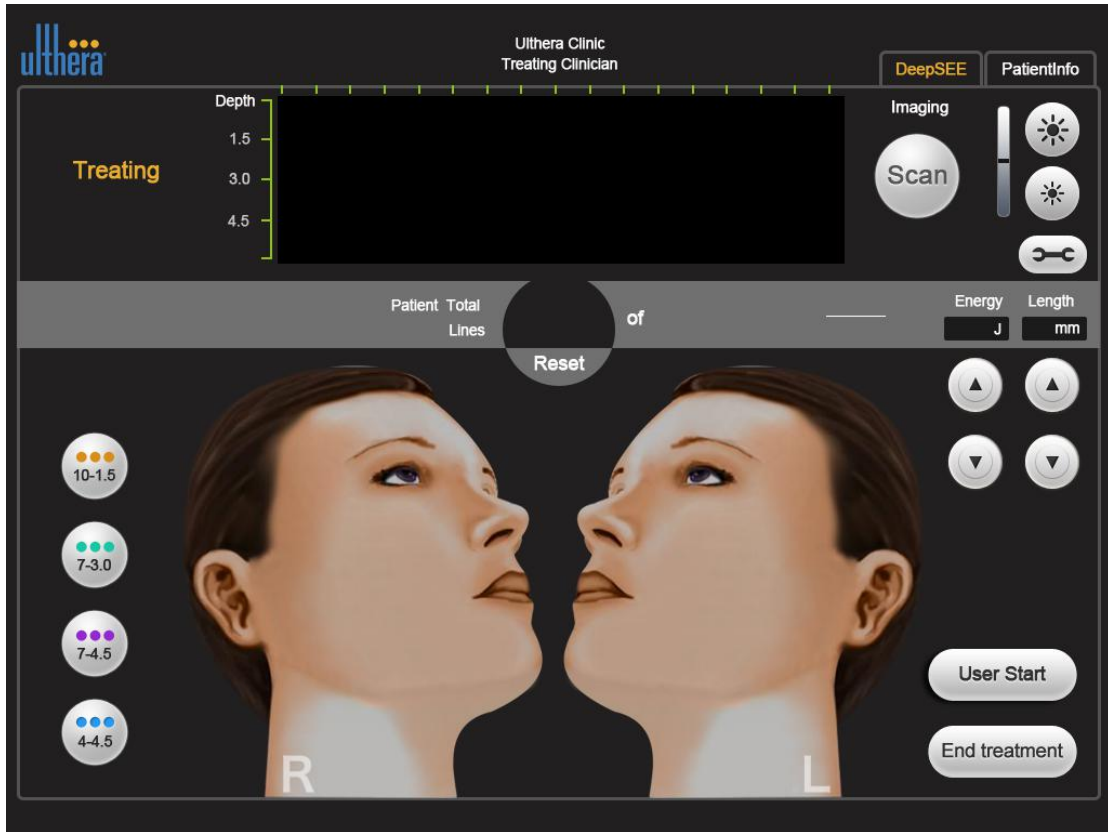 ulthera
Ulthera Clinic
Treating Clinician
DeepSEE
PatientInfo
Treating
Depth
1.5
3.0
4.5
Imaging
Scan
Patient Total
Lines
of
Reset
Energy
Length
J
mm
10-1.5
7-3.0
7-4.5
4-4.5
R
L
User Start
End treatment